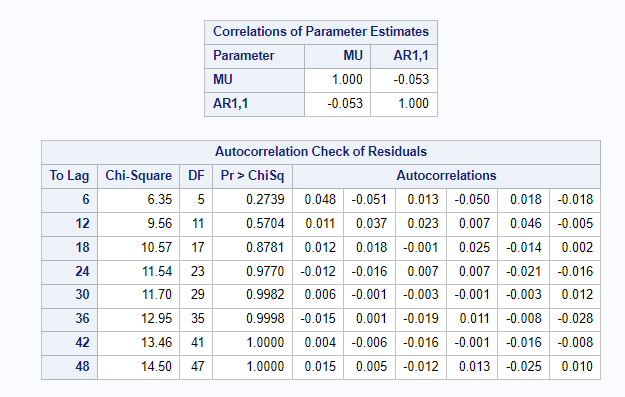 Correlations of Parameter Estimates
Parameter MU AR1,1
MU 1.000 -0.053
AR1,1 -0.053 1.000
Autocorrelation Check of Residuals
To Lag Chi-Square DF Pr > ChiSq Autocorrelations
6 6.35 5 0.2739 0.048 -0.051 0.013 -0.050 0.018 -0.018
12 9.56 11 0.5704 0.011 0.037 0.023 0.007 0.046 -0.005
18 10.57 17 0.8781 0.012 0.018 -0.001 0.025 -0.014 0.002
24 11.54 23 0.9770 -0.012 -0.016 0.007 0.007 -0.021 -0.016
30 11.70 29 0.9982 0.006 -0.001 -0.003 -0.001 -0.003 0.012
36 12.95 35 0.9998 -0.015 0.001 -0.019 0.011 -0.008 -0.028
42 13.46 41 1.0000 0.004 -0.006 -0.016 -0.001 -0.016 -0.008
48 14.50 47 1.0000 0.015 0.005 -0.012 0.013 -0.025 0.010